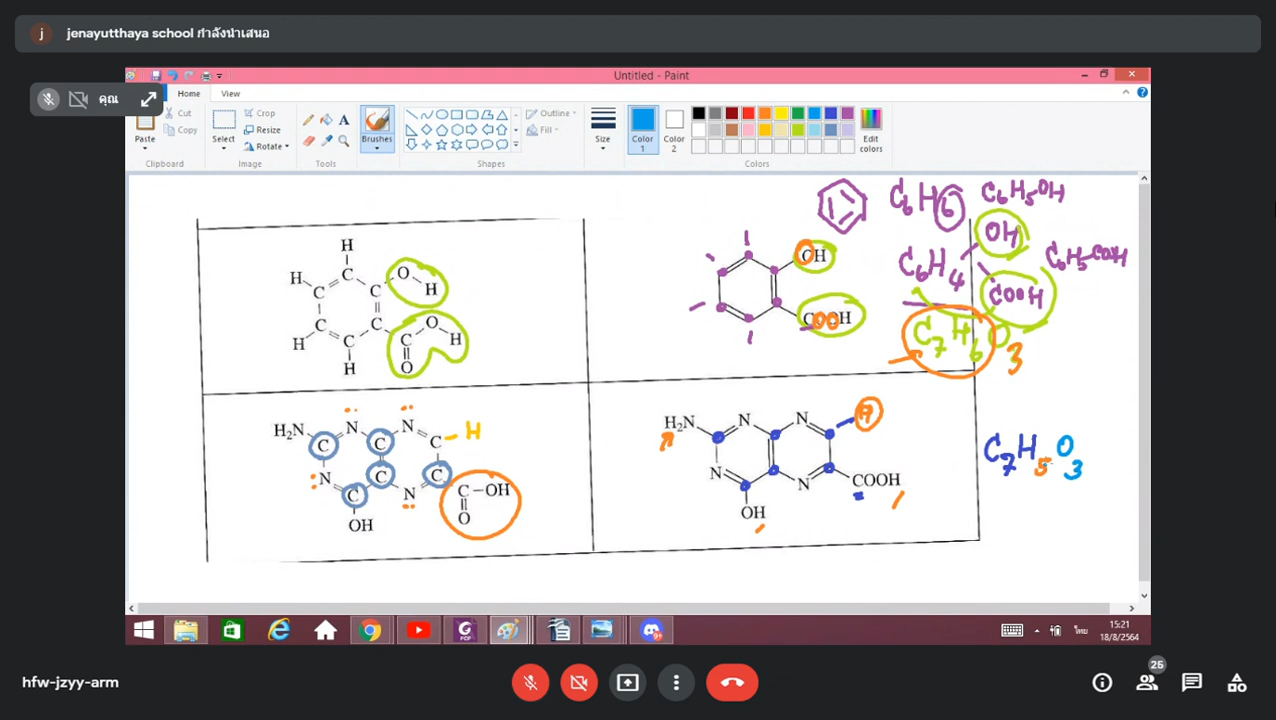 j jenayutthaya school กำลังนำเสนอ
Untitled - Paint
คุณ
Home View
Paste
Cut
Copy
Clipboard
Select
Crop
Resize
Rotate
Image
Tools
Brushes
Outline
Fill
Shapes
Size
Color 1
Color 2
Edit colors
Colors
C6H6 C6H5OH
OH
C6H4
C6H5COOH
COOH
C7H6O3
H
H C O H
C C
C C O H
H C C
H O
OH
COOH
H2N C N C N C H
N C C N C C OH
OH O
H2N N N H
N N COOH
OH
C7H5O3
15:21
ไทย
18/8/2564
hfw-jzyy-arm
25